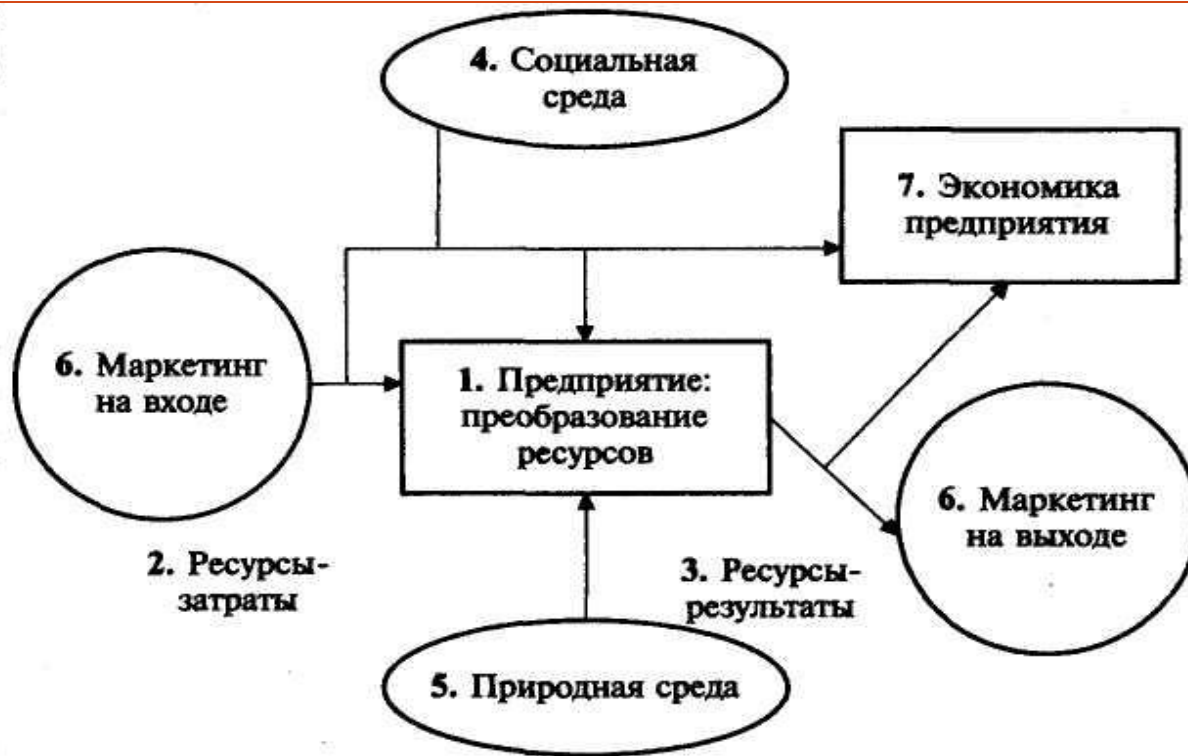 4. Социальная
среда
7. Экономика
предприятия
6. Маркетинг
на входе
1. Предприятие:
преобразование
ресурсов
6. Маркетинг
на выходе
2. Ресурсы-
затраты
3. Ресурсы-
результаты
5. Природная среда